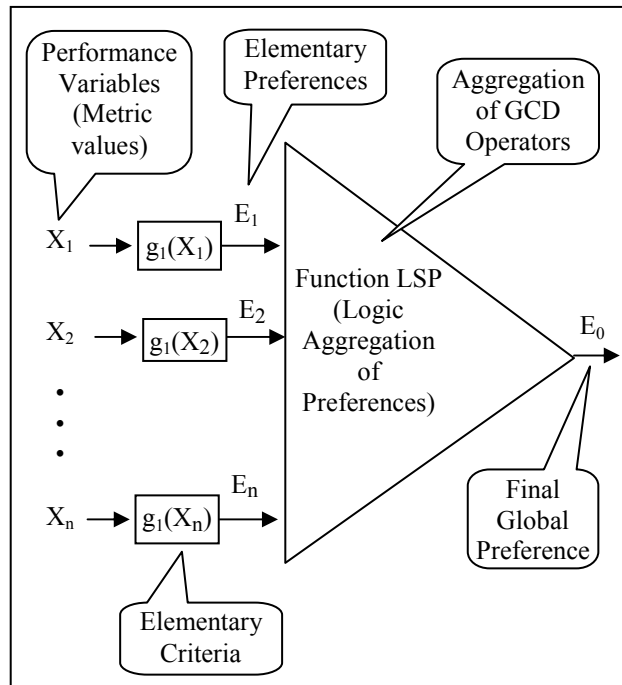 Performance
Variables
(Metric
values)
Elementary
Preferences
Aggregation
of GCD
Operators
X₁
g₁(X₁)
E₁
X₂
g₁(X₂)
E₂
Xₙ
g₁(Xₙ)
Eₙ
Function LSP
(Logic
Aggregation
of
Preferences)
E₀
Elementary
Criteria
Final
Global
Preference